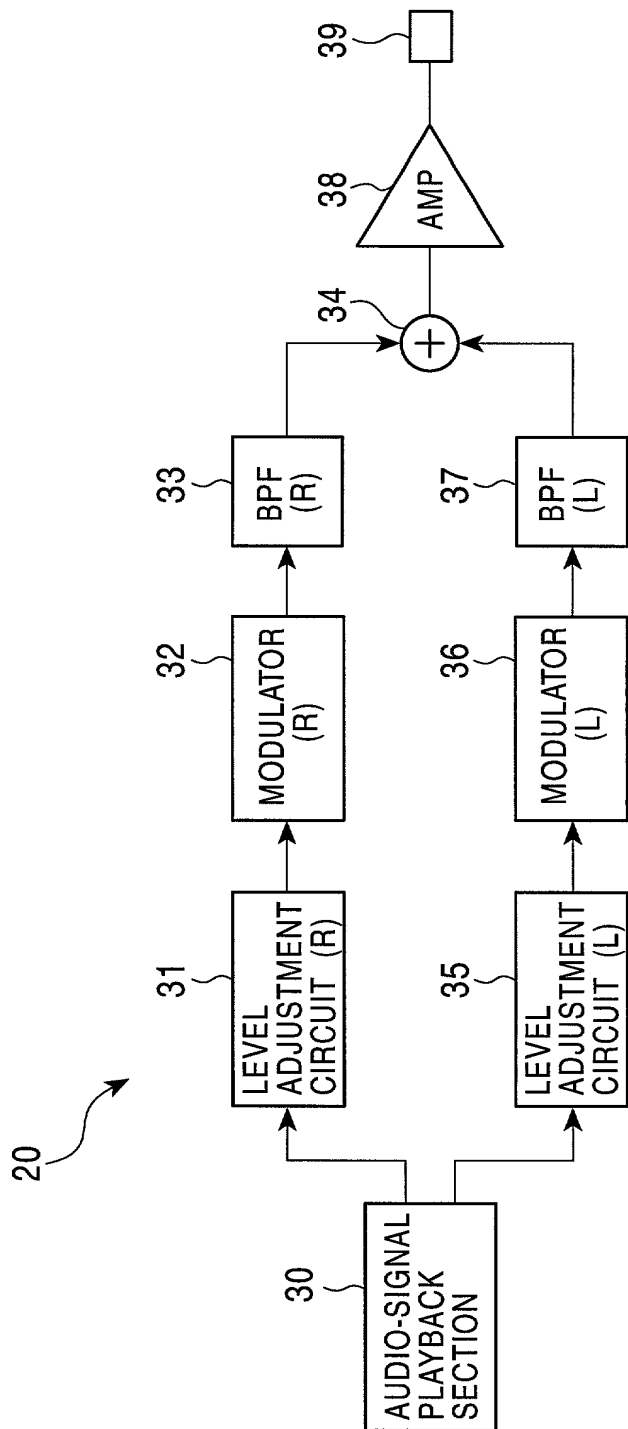 20
30
AUDIO-SIGNAL
PLAYBACK
SECTION
31
LEVEL
ADJUSTMENT
CIRCUIT (R)
32
MODULATOR
(R)
33
BPF
(R)
34
+
38
AMP
39
35
LEVEL
ADJUSTMENT
CIRCUIT (L)
36
MODULATOR
(L)
37
BPF
(L)